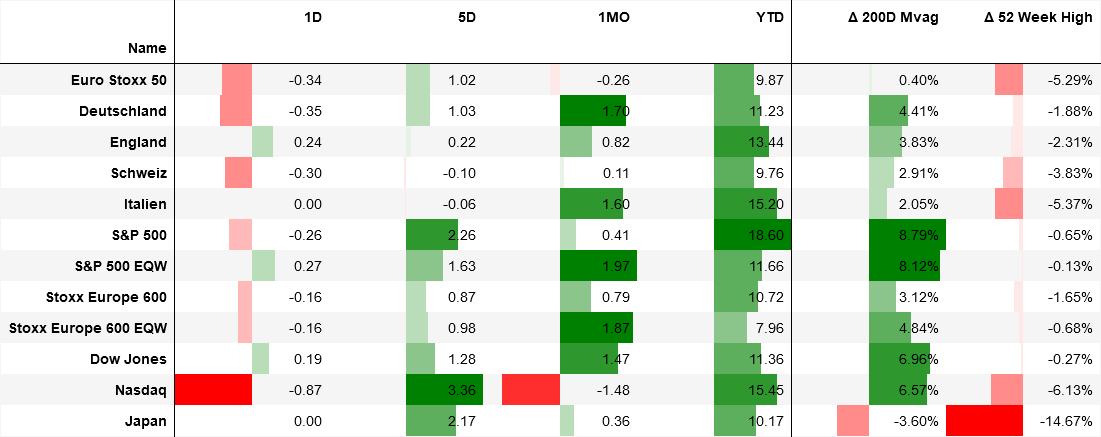 1D 5D 1MO YTD Δ 200D Mvag Δ 52 Week High
Name
Euro Stoxx 50 -0.34 1.02 -0.26 9.87 0.40% -5.29%
Deutschland -0.35 1.03 1.70 11.23 4.41% -1.88%
England 0.24 0.22 0.82 13.44 3.83% -2.31%
Schweiz -0.30 -0.10 0.11 9.76 2.91% -3.83%
Italien 0.00 -0.06 1.60 15.20 2.05% -5.37%
S&P 500 -0.26 2.26 0.41 18.60 8.79% -0.65%
S&P 500 EQW 0.27 1.63 1.97 11.66 8.12% -0.13%
Stoxx Europe 600 -0.16 0.87 0.79 10.72 3.12% -1.65%
Stoxx Europe 600 EQW -0.16 0.98 1.87 7.96 4.84% -0.68%
Dow Jones 0.19 1.28 1.47 11.36 6.96% -0.27%
Nasdaq -0.87 3.36 -1.48 15.45 6.57% -6.13%
Japan 0.00 2.17 0.36 10.17 -3.60% -14.67%